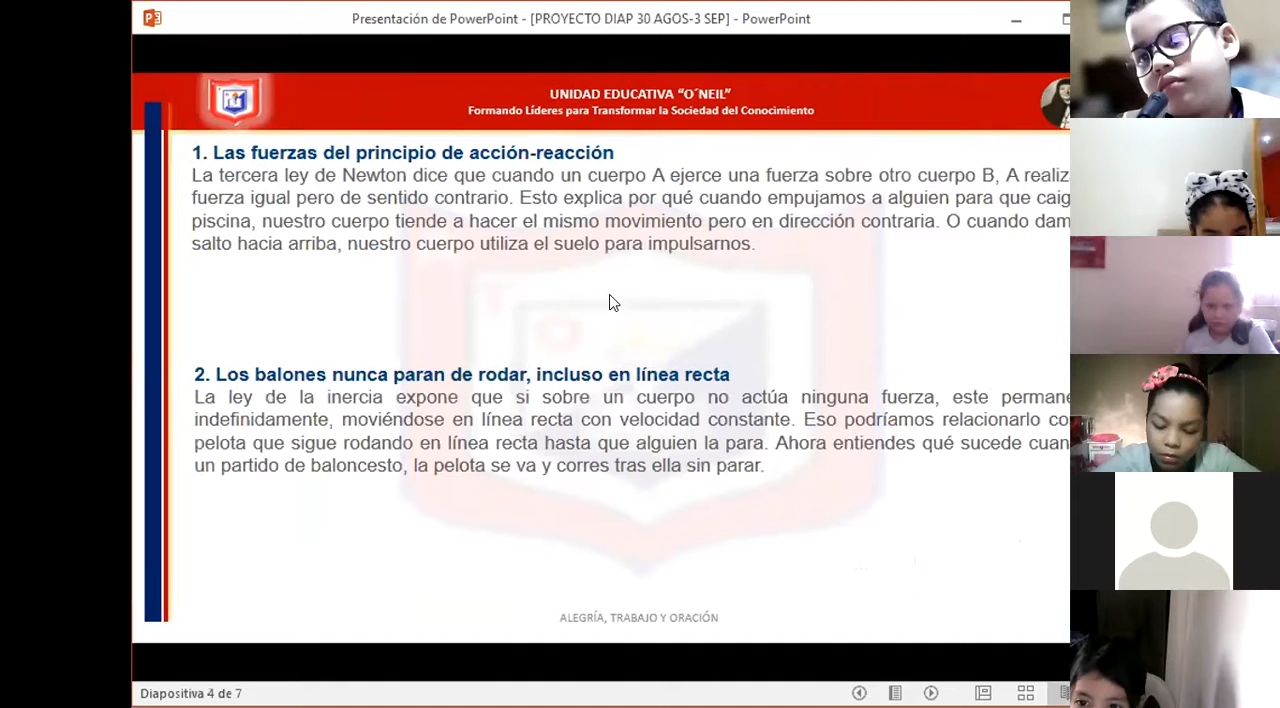 Presentación de PowerPoint - [PROYECTO DIAP 30 AGOS-3 SEP] - PowerPoint
UNIDAD EDUCATIVA “O´NEIL”
Formando Líderes para Transformar la Sociedad del Conocimiento
1. Las fuerzas del principio de acción-reacción
La tercera ley de Newton dice que cuando un cuerpo A ejerce una fuerza sobre otro cuerpo B, A realiz
fuerza igual pero de sentido contrario. Esto explica por qué cuando empujamos a alguien para que caig
piscina, nuestro cuerpo tiende a hacer el mismo movimiento pero en dirección contraria. O cuando dam
salto hacia arriba, nuestro cuerpo utiliza el suelo para impulsarnos.
2. Los balones nunca paran de rodar, incluso en línea recta
La ley de la inercia expone que si sobre un cuerpo no actúa ninguna fuerza, este permane
indefinidamente, moviéndose en línea recta con velocidad constante. Eso podríamos relacionarlo co
pelota que sigue rodando en línea recta hasta que alguien la para. Ahora entiendes qué sucede cuan
un partido de baloncesto, la pelota se va y corres tras ella sin parar.
ALEGRÍA, TRABAJO Y ORACIÓN
Diapositiva 4 de 7